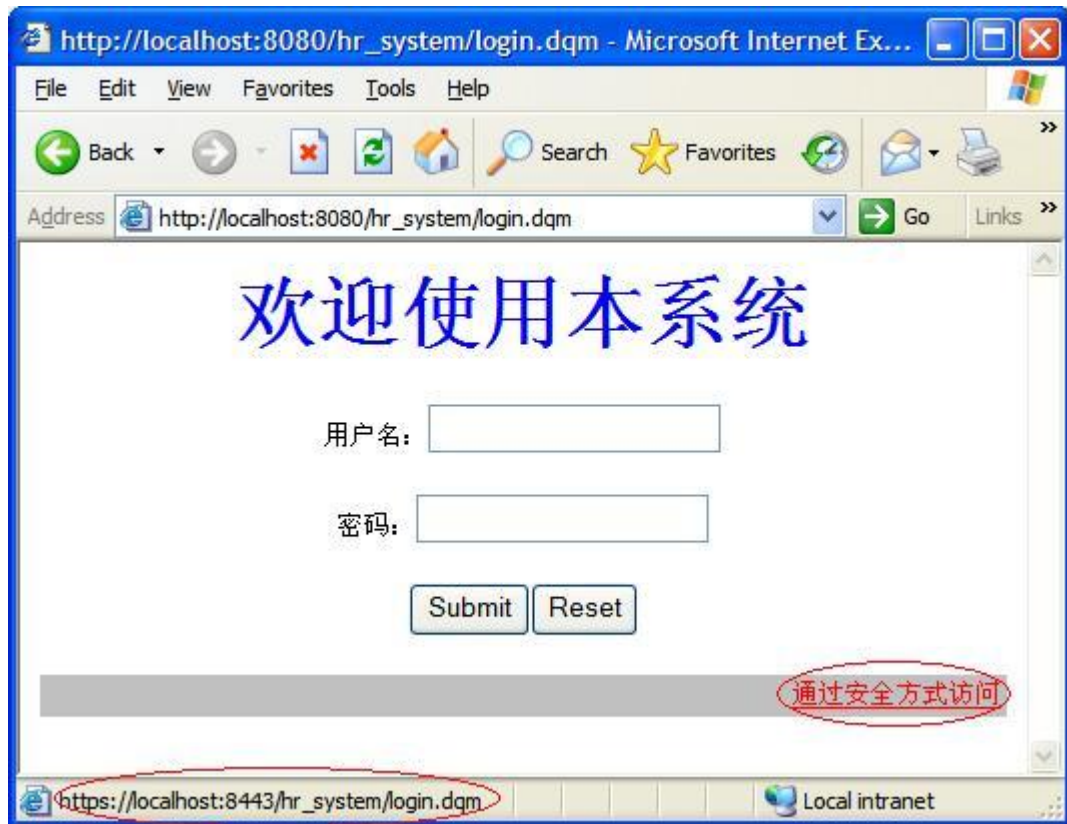 http://localhost:8080/hr_system/login.dqm - Microsoft Internet Ex...
File Edit View Favorites Tools Help
Back Search Favorites »
Address http://localhost:8080/hr_system/login.dqm Go Links »
欢迎使用本系统
用户名：
密码：
Submit Reset
通过安全方式访问
https://localhost:8443/hr_system/login.dqm Local intranet